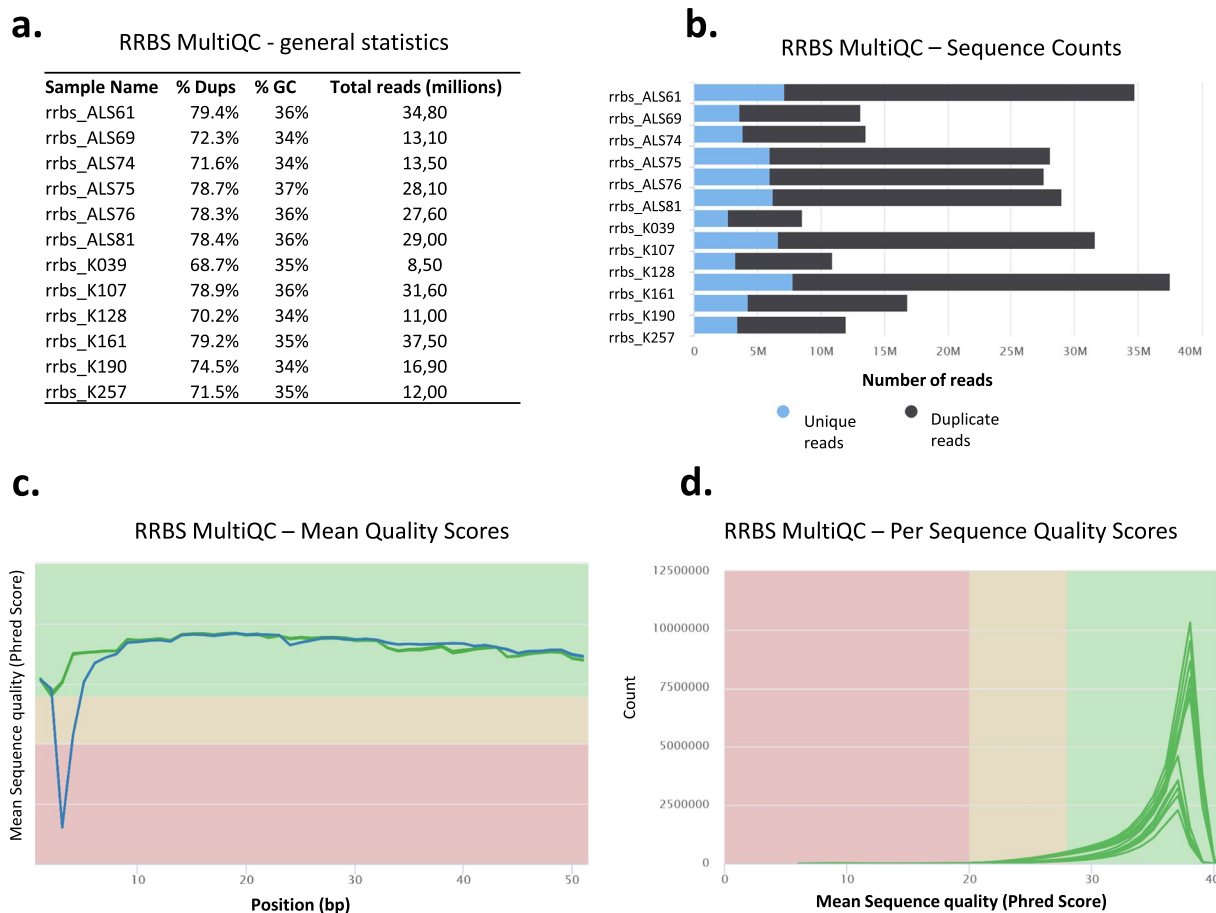 a.
RRBS MultiQC - general statistics
Sample Name % Dups % GC Total reads (millions)
rrbs_ALS61 79.4% 36% 34,80
rrbs_ALS69 72.3% 34% 13,10
rrbs_ALS74 71.6% 34% 13,50
rrbs_ALS75 78.7% 37% 28,10
rrbs_ALS76 78.3% 36% 27,60
rrbs_ALS81 78.4% 36% 29,00
rrbs_K039 68.7% 35% 8,50
rrbs_K107 78.9% 36% 31,60
rrbs_K128 70.2% 34% 11,00
rrbs_K161 79.2% 35% 37,50
rrbs_K190 74.5% 34% 16,90
rrbs_K257 71.5% 35% 12,00
b.
RRBS MultiQC – Sequence Counts
rrbs_ALS61
rrbs_ALS69
rrbs_ALS74
rrbs_ALS75
rrbs_ALS76
rrbs_ALS81
rrbs_K039
rrbs_K107
rrbs_K128
rrbs_K161
rrbs_K190
rrbs_K257
0 5M 10M 15M 20M 25M 30M 35M 40M
Number of reads
Unique reads
Duplicate reads
c.
RRBS MultiQC – Mean Quality Scores
Mean Sequence quality (Phred Score)
10 20 30 40 50
Position (bp)
d.
RRBS MultiQC – Per Sequence Quality Scores
Count
12500000
10000000
7500000
5000000
2500000
0
0 10 20 30 40
Mean Sequence quality (Phred Score)